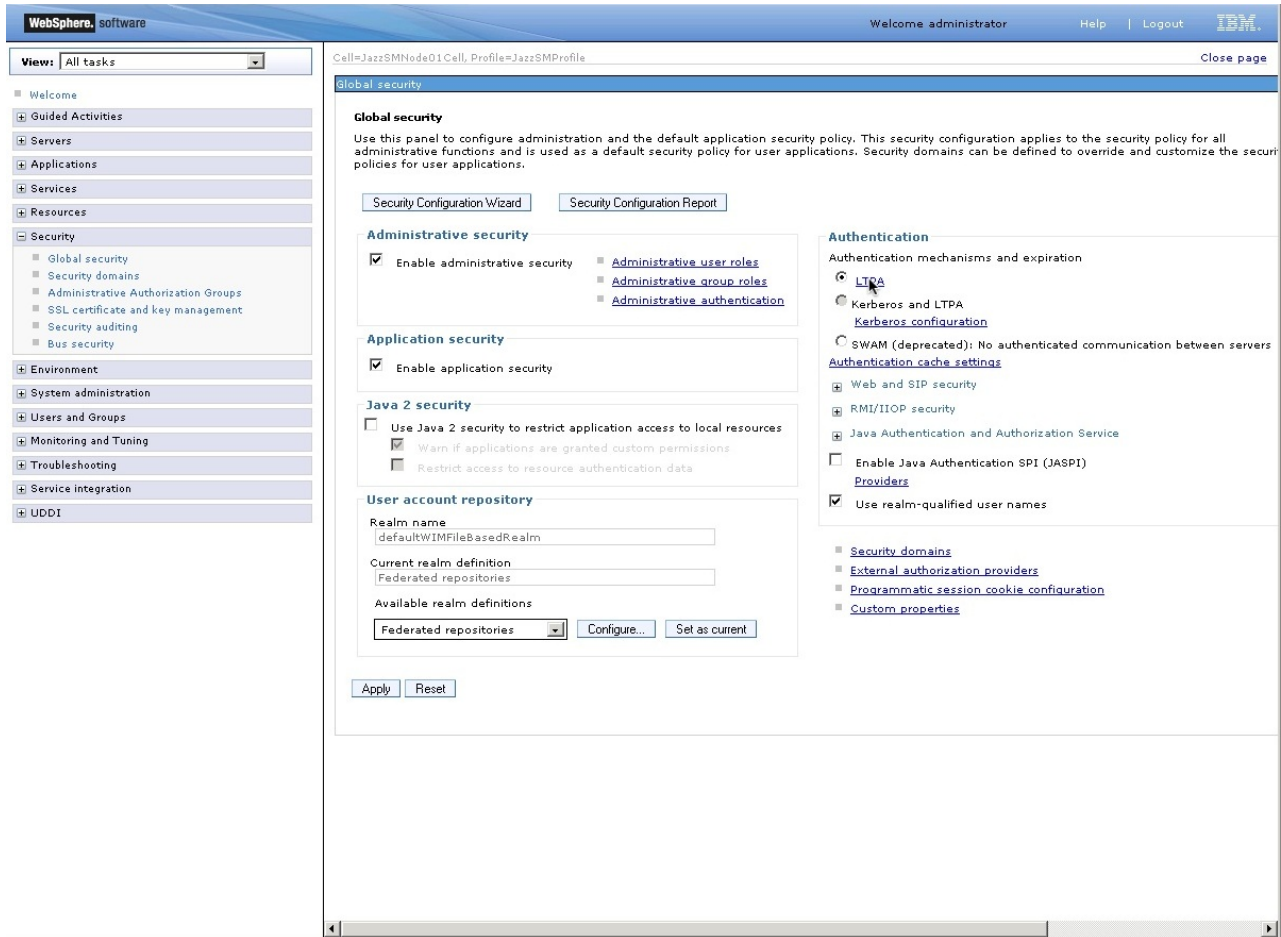 WebSphere. software
Welcome administrator
Help | Logout
IBM.
View: All tasks
Welcome
Guided Activities
Servers
Applications
Services
Resources
Security
Global security
Security domains
Administrative Authorization Groups
SSL certificate and key management
Security auditing
Bus security
Environment
System administration
Users and Groups
Monitoring and Tuning
Troubleshooting
Service integration
UDDI
Cell=JazzSMNode01Cell, Profile=JazzSMProfile
Close page
Global security
Global security
Use this panel to configure administration and the default application security policy. This security configuration applies to the security policy for all
administrative functions and is used as a default security policy for user applications. Security domains can be defined to override and customize the securi
policies for user applications.
Security Configuration Wizard
Security Configuration Report
Administrative security
Enable administrative security
Administrative user roles
Administrative group roles
Administrative authentication
Application security
Enable application security
Java 2 security
Use Java 2 security to restrict application access to local resources
Warn if applications are granted custom permissions
Restrict access to resource authentication data
User account repository
Realm name
defaultWIMFileBasedRealm
Current realm definition
Federated repositories
Available realm definitions
Federated repositories
Configure...
Set as current
Apply
Reset
Authentication
Authentication mechanisms and expiration
LTPA
Kerberos and LTPA
Kerberos configuration
SWAM (deprecated): No authenticated communication between servers
Authentication cache settings
Web and SIP security
RMI/IIOP security
Java Authentication and Authorization Service
Enable Java Authentication SPI (JASPI)
Providers
Use realm-qualified user names
Security domains
External authorization providers
Programmatic session cookie configuration
Custom properties